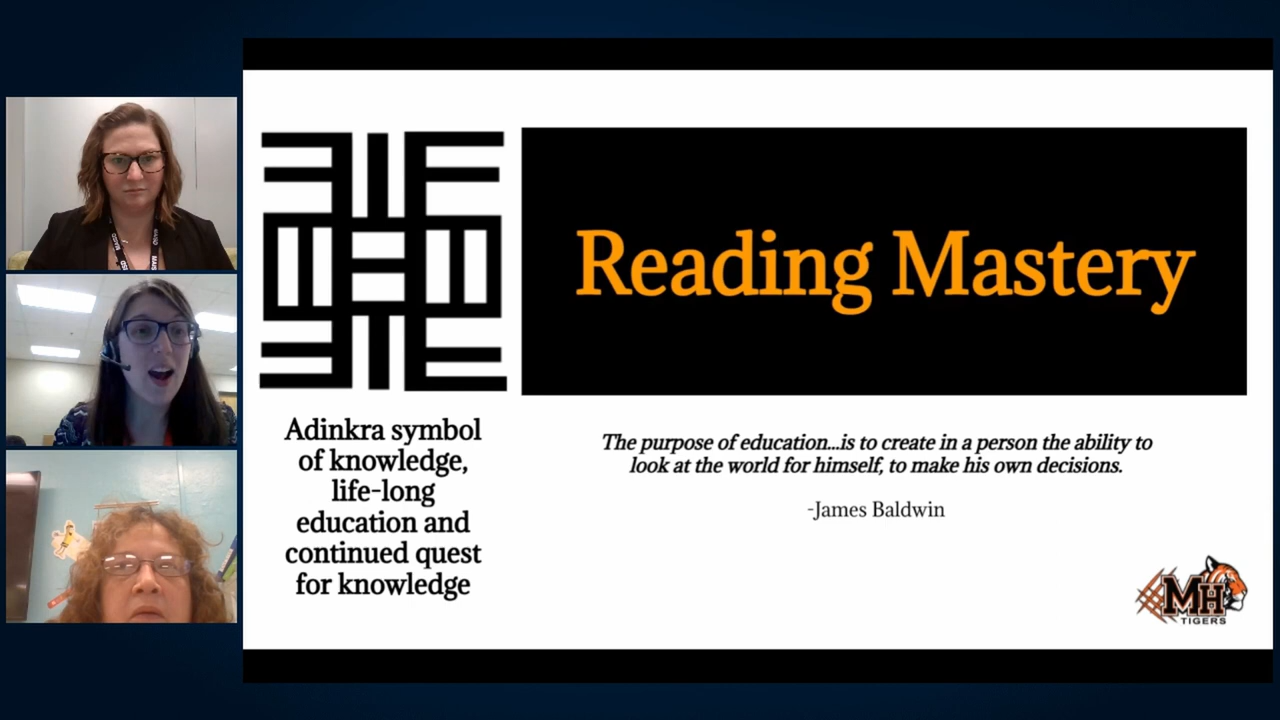 Reading Mastery
Adinkra symbol
of knowledge,
life-long
education and
continued quest
for knowledge
The purpose of education...is to create in a person the ability to
look at the world for himself, to make his own decisions.
-James Baldwin
MH
TIGERS